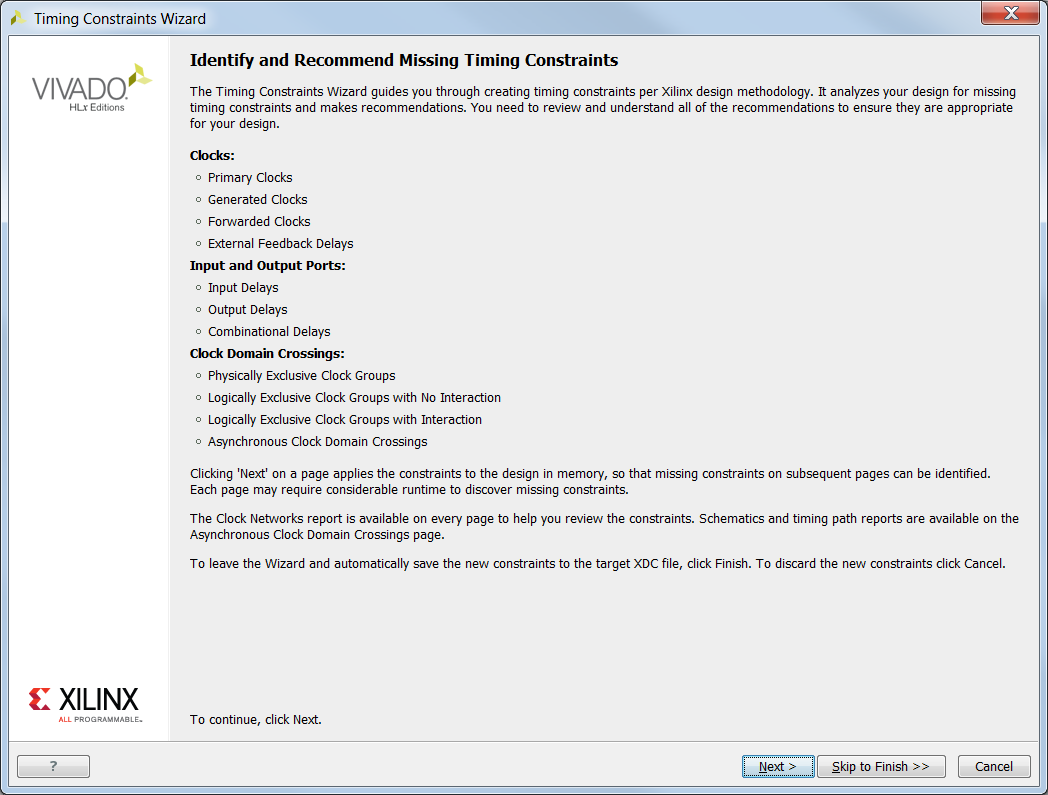 Timing Constraints Wizard
VIVADO.
HLx Editions
Identify and Recommend Missing Timing Constraints
The Timing Constraints Wizard guides you through creating timing constraints per Xilinx design methodology. It analyzes your design for missing
timing constraints and makes recommendations. You need to review and understand all of the recommendations to ensure they are appropriate
for your design.
Clocks:
Primary Clocks
Generated Clocks
Forwarded Clocks
External Feedback Delays
Input and Output Ports:
Input Delays
Output Delays
Combinational Delays
Clock Domain Crossings:
Physically Exclusive Clock Groups
Logically Exclusive Clock Groups with No Interaction
Logically Exclusive Clock Groups with Interaction
Asynchronous Clock Domain Crossings
Clicking 'Next' on a page applies the constraints to the design in memory, so that missing constraints on subsequent pages can be identified.
Each page may require considerable runtime to discover missing constraints.
The Clock Networks report is available on every page to help you review the constraints. Schematics and timing path reports are available on the
Asynchronous Clock Domain Crossings page.
To leave the Wizard and automatically save the new constraints to the target XDC file, click Finish. To discard the new constraints click Cancel.
XILINX
ALL PROGRAMMABLE™
To continue, click Next.
?
Next >
Skip to Finish >>
Cancel